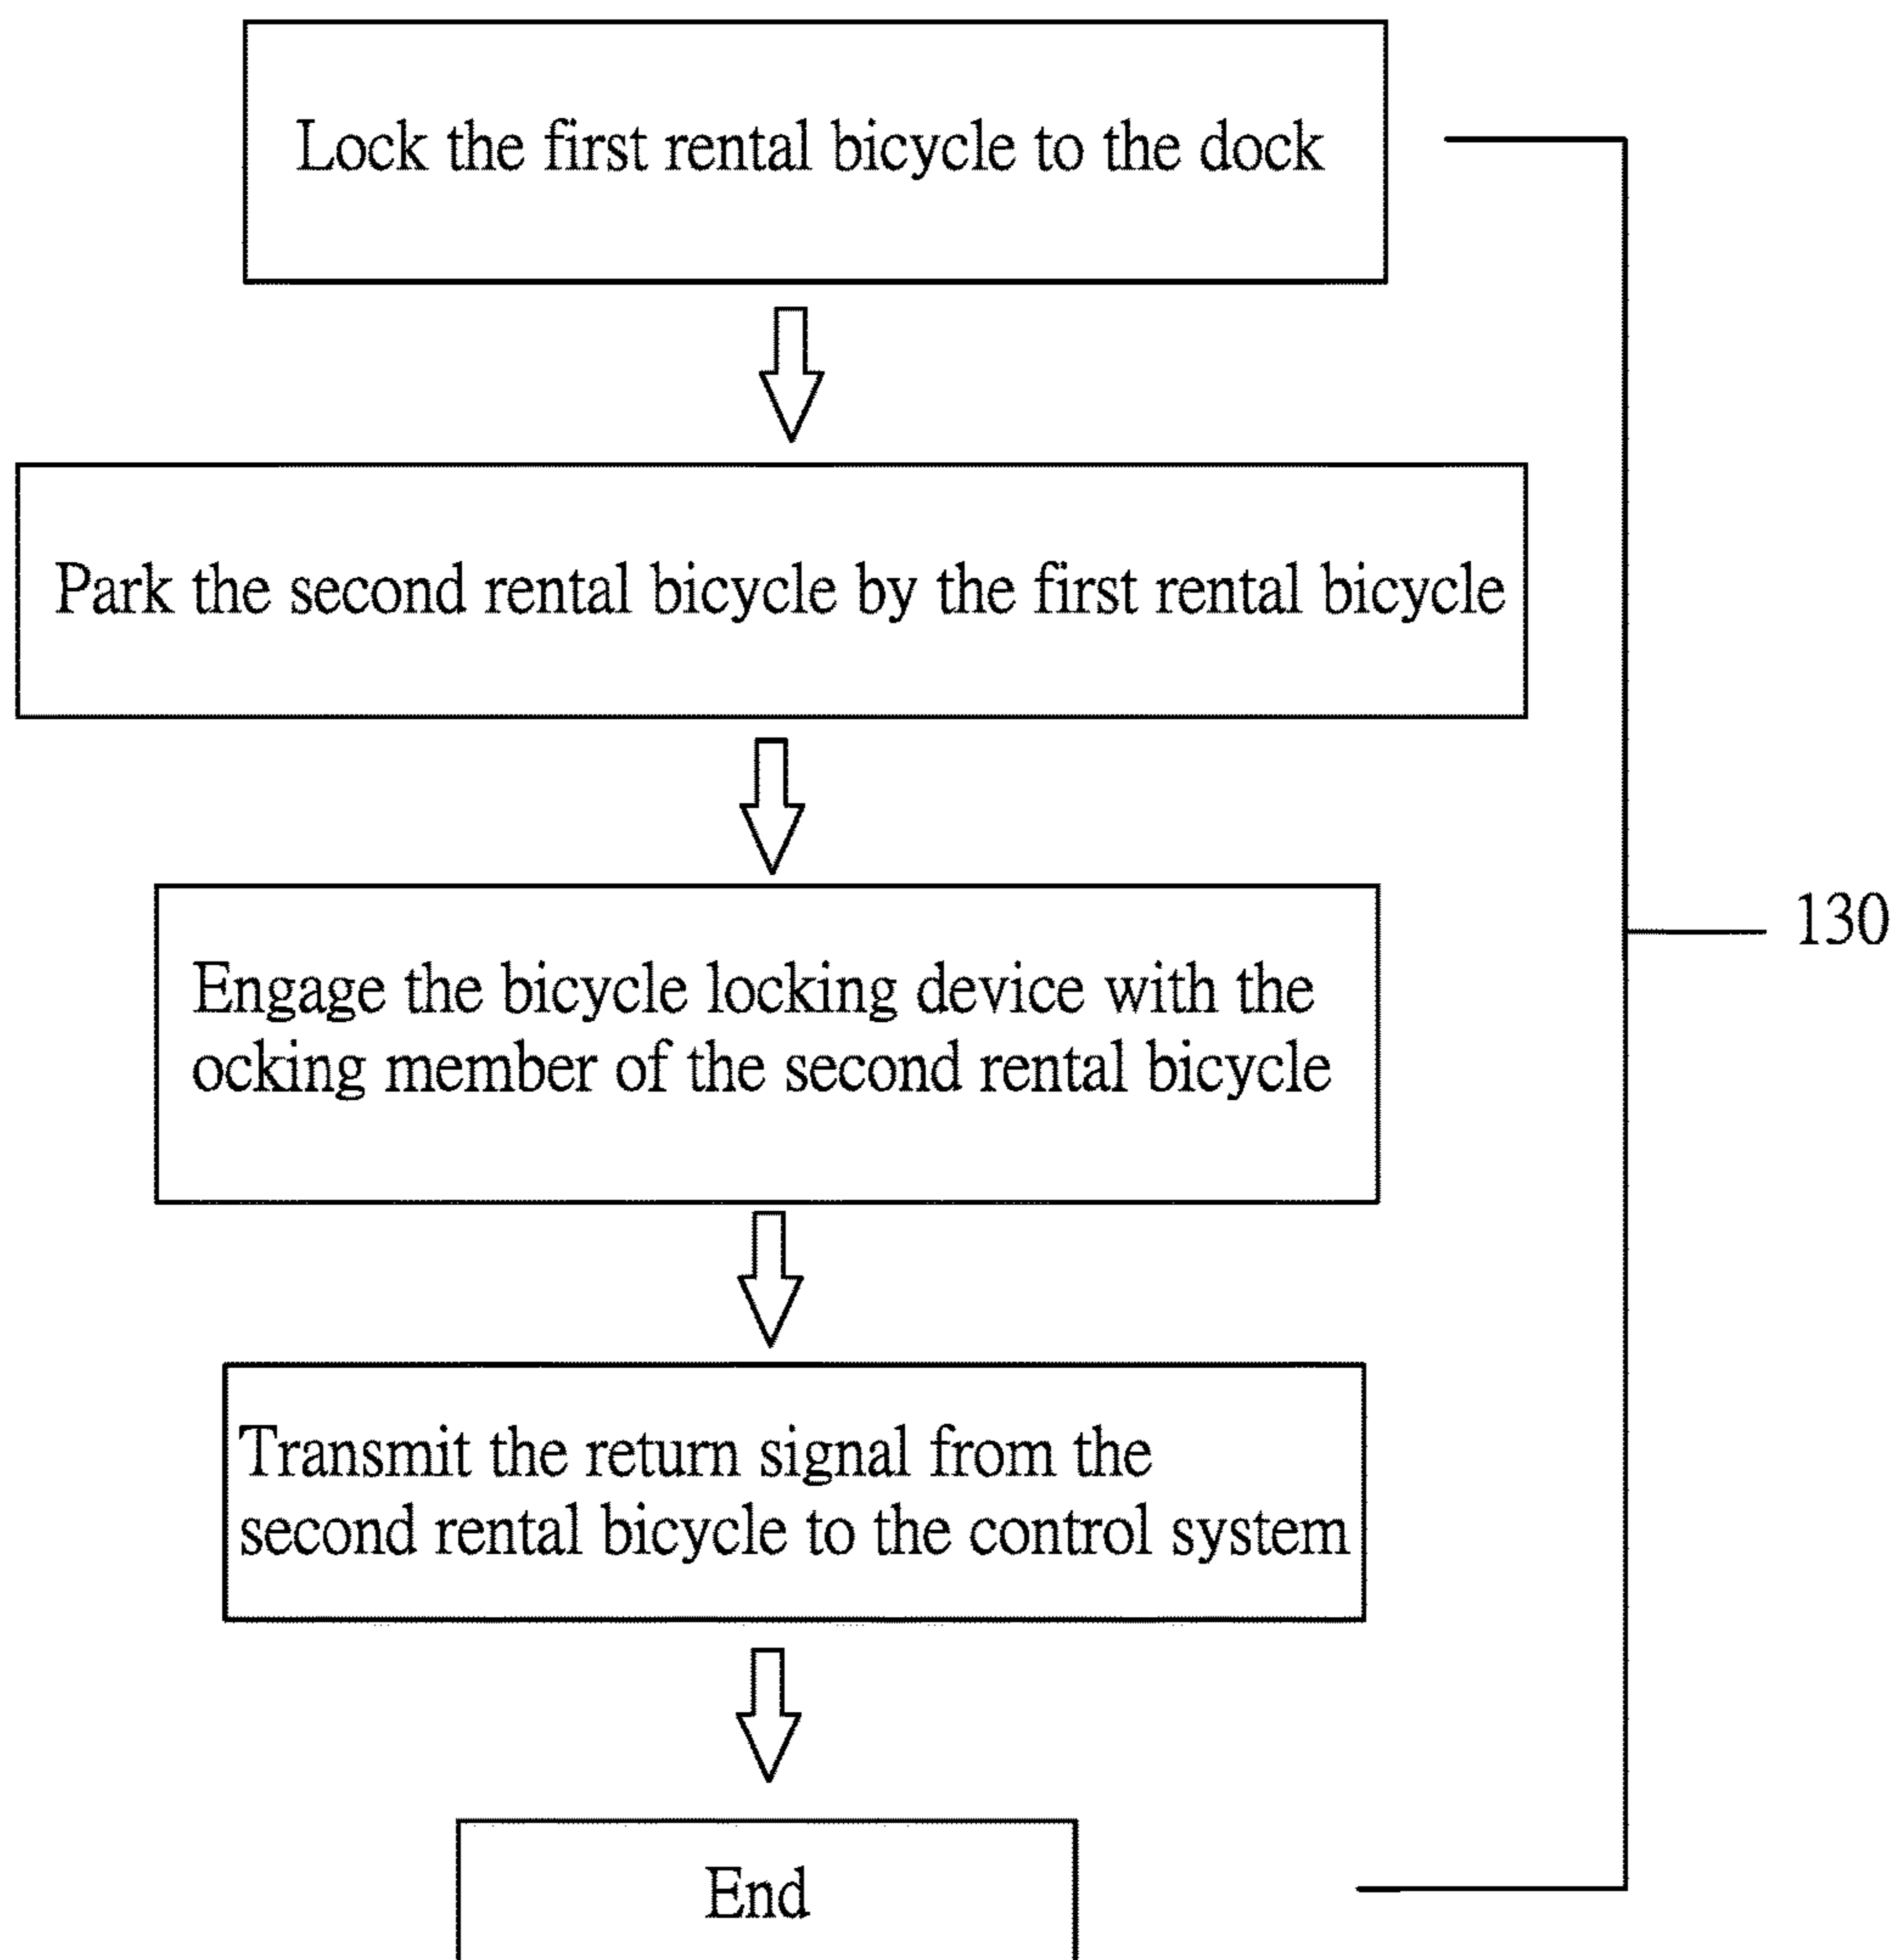 Lock the first rental bicycle to the dock
Park the second rental bicycle by the first rental bicycle
Engage the bicycle locking device with the
ocking member of the second rental bicycle
130
Transmit the return signal from the
second rental bicycle to the control system
End